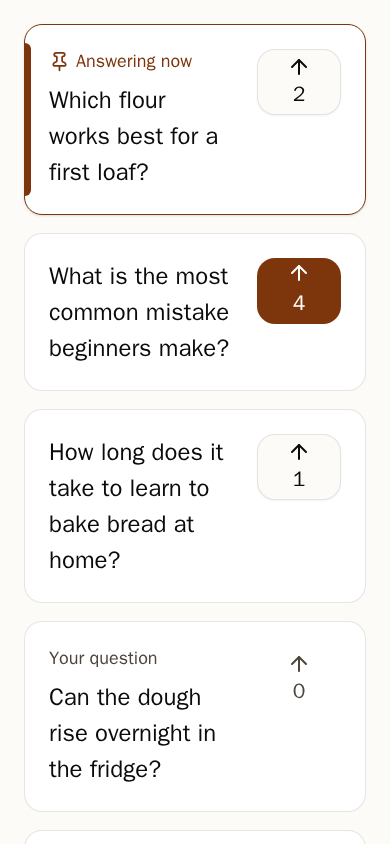 Answering now
Which flour
works best for a
first loaf?
2
What is the most
common mistake
beginners make?
4
How long does it
take to learn to
bake bread at
home?
1
Your question
Can the dough
rise overnight in
the fridge?
0